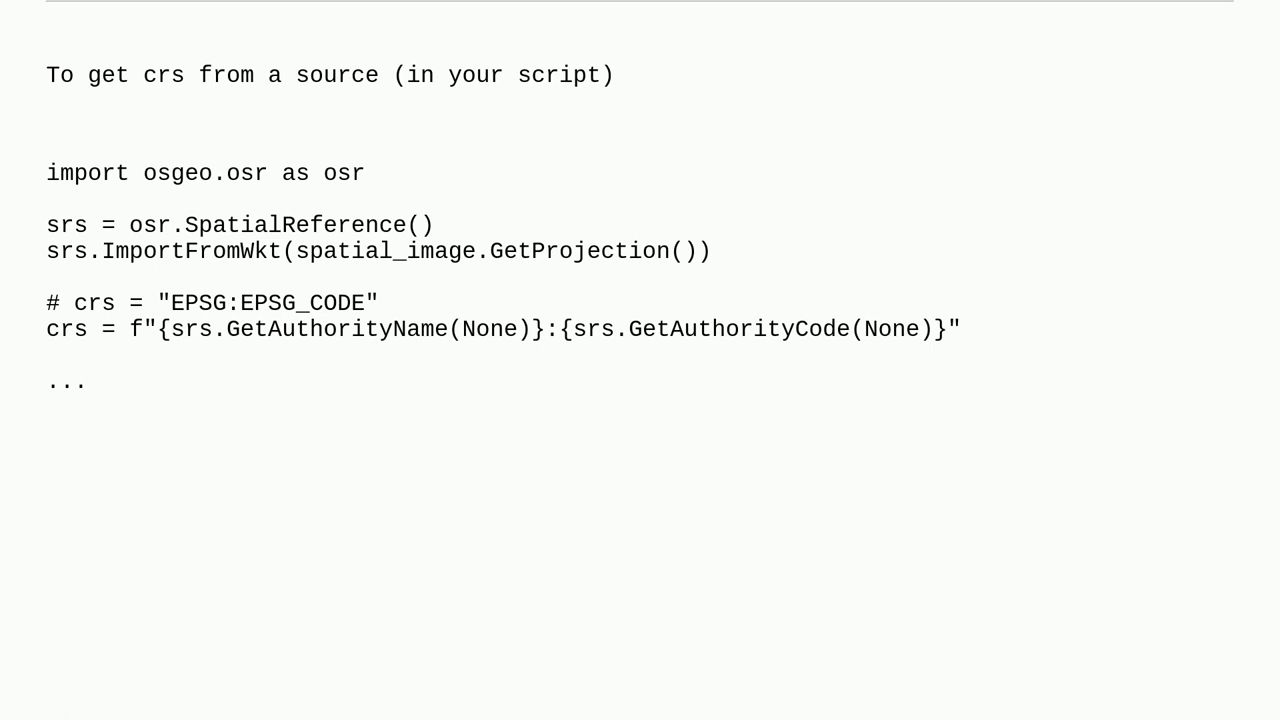 To get crs from a source (in your script)
import osgeo.osr as osr
srs = osr.SpatialReference()
srs.ImportFromWkt(spatial_image.GetProjection())
# crs = "EPSG:EPSG_CODE"
crs = f"{srs.GetAuthorityName(None)}:{srs.GetAuthorityCode(None)}"
...